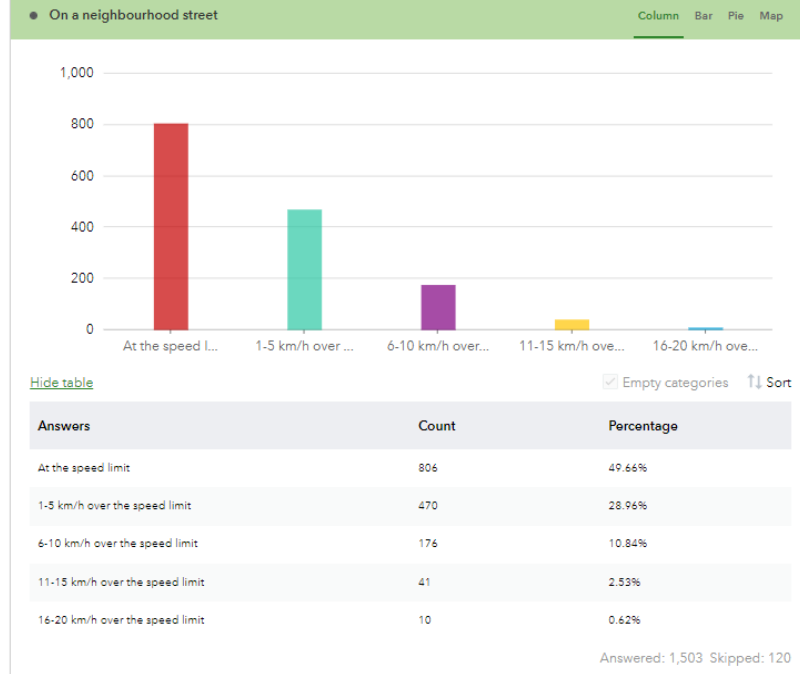 On a neighbourhood street
Column Bar Pie Map
1,000
800
600
400
200
0
At the speed l... 1-5 km/h over ... 6-10 km/h over... 11-15 km/h ove... 16-20 km/h ove...
Hide table Empty categories Sort
Answers Count Percentage
At the speed limit 806 49.66%
1-5 km/h over the speed limit 470 28.96%
6-10 km/h over the speed limit 176 10.84%
11-15 km/h over the speed limit 41 2.53%
16-20 km/h over the speed limit 10 0.62%
Answered: 1,503 Skipped: 120